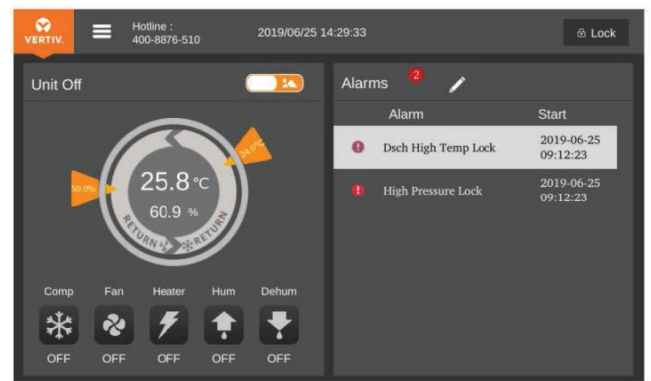 VERTIV.
Hotline :
400-8876-510
2019/06/25 14:29:33
Lock
Unit Off
50.0%
24.0°C
25.8 °C
60.9 %
RETURN
RETURN
Comp Fan Heater Hum Dehum
OFF OFF OFF OFF OFF
Alarms 2
Alarm Start
Dsch High Temp Lock 2019-06-25
09:12:23
High Pressure Lock 2019-06-25
09:12:23